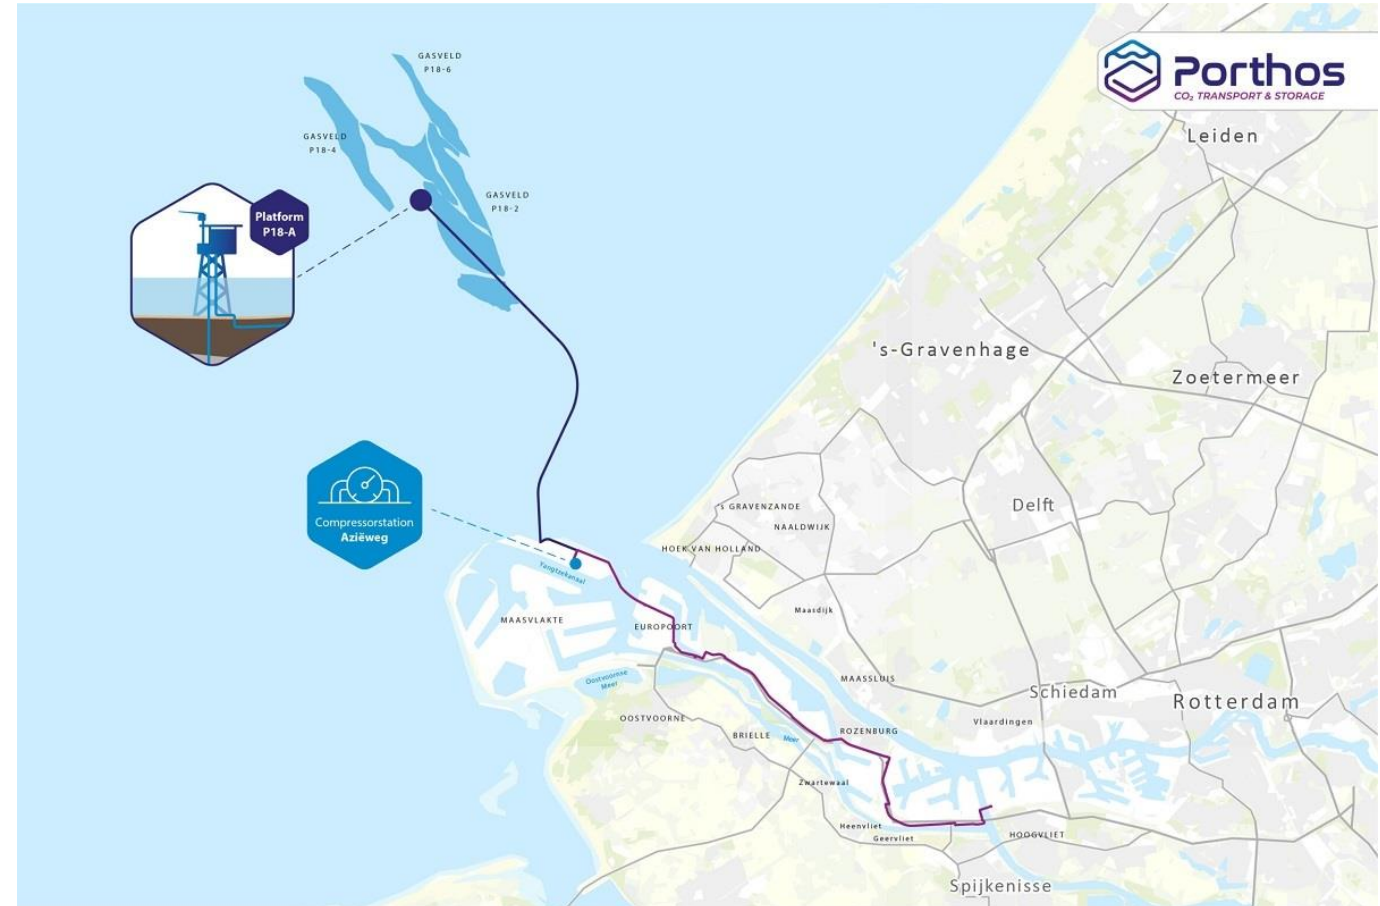 GASVELD
P18-6
Porthos
CO₂ TRANSPORT & STORAGE
Leiden
GASVELD
P18-4
GASVELD
P18-2
Platform
P18-A
's-Gravenhage
Zoetermeer
Compressorstation
Aziëweg
's GRAVENZANDE
NAALDWIJK
Delft
HOEK VAN HOLLAND
Yangtzekanaal
MAASVLAKTE
EUROPOORT
Maasdijk
Oostvoornse
Meer
MAASSLUIS
Schiedam
Rotterdam
OOSTVOORNE
BRIELLE
Meer
ROZENBURG
Vlaardingen
Zwartewaal
Heenvliet
Geervliet
HOOGVLIET
Spijkenisse